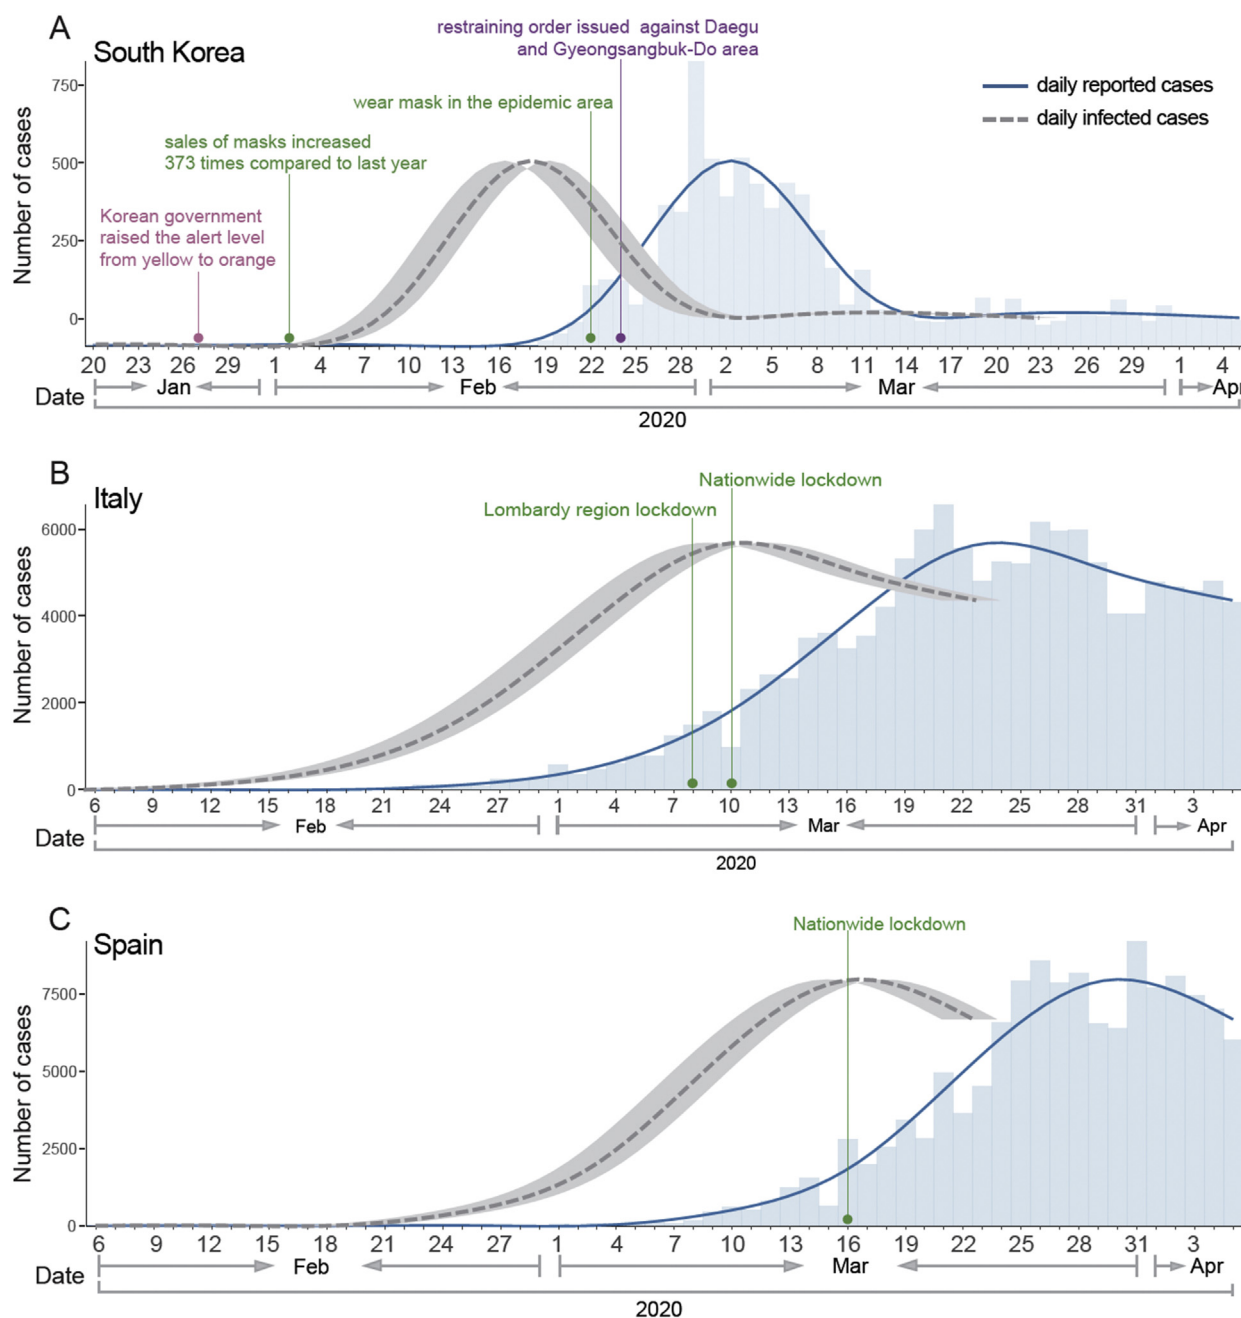 A
South Korea
restraining order issued against Daegu
and Gyeongsangbuk-Do area
wear mask in the epidemic area
sales of masks increased
373 times compared to last year
Korean government
raised the alert level
from yellow to orange
daily reported cases
daily infected cases
Number of cases
750
500
250
0
20 23 26 29 1 4 7 10 13 16 19 22 25 28 2 5 8 11 14 17 20 23 26 29 1 4
Date Jan Feb Mar Apr
2020
B
Italy
Nationwide lockdown
Lombardy region lockdown
Number of cases
6000
4000
2000
0
6 9 12 15 18 21 24 27 1 4 7 10 13 16 19 22 25 28 31 3
Feb Mar Apr
Date
2020
C
Spain
Nationwide lockdown
Number of cases
7500
5000
2500
0
6 9 12 15 18 21 24 27 1 4 7 10 13 16 19 22 25 28 31 3
Date Feb Mar Apr
2020